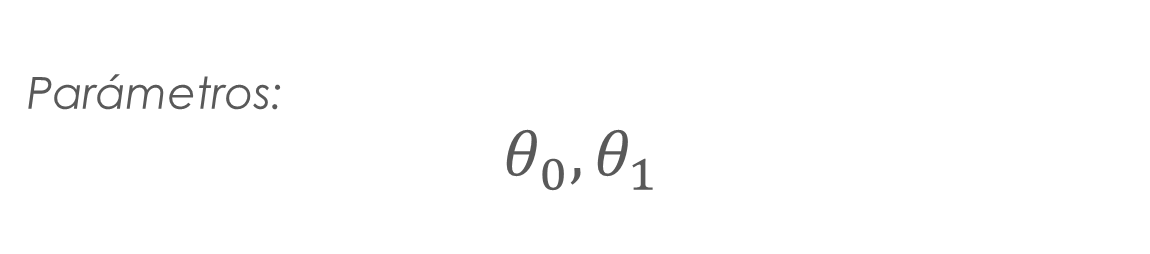 Parámetros:
θ₀, θ₁